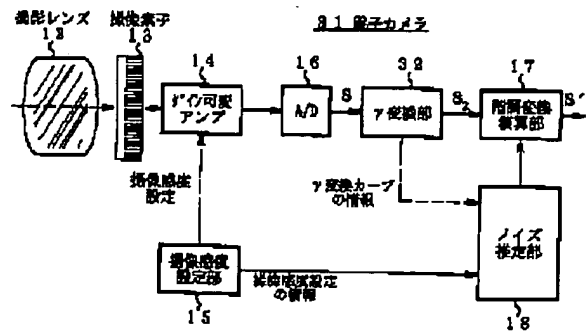 31 電子カメラ
撮影レンズ
12
撮像素子
13
14
ゲイン可変
アンプ
16
A/D
S
32
γ変換部
S₂
17
階調変換
演算部
S'
撮像感度
設定
γ変換カーブ
の情報
ノイズ
推定部
18
撮像感度
設定部
15
撮像感度設定
の情報